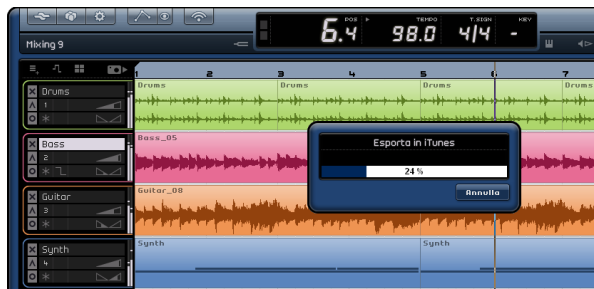 POS TEMPO T.SIGN KEY
6.4 98.0 4/4 -
Mixing 9
1 2 3 4 5 6 7
Drums Drums Drums Drums Drums
1
Bass Bass_05
2
Esporta in iTunes
24 %
Annulla
Guitar Guitar_08
3
Synth Synth Synth
4